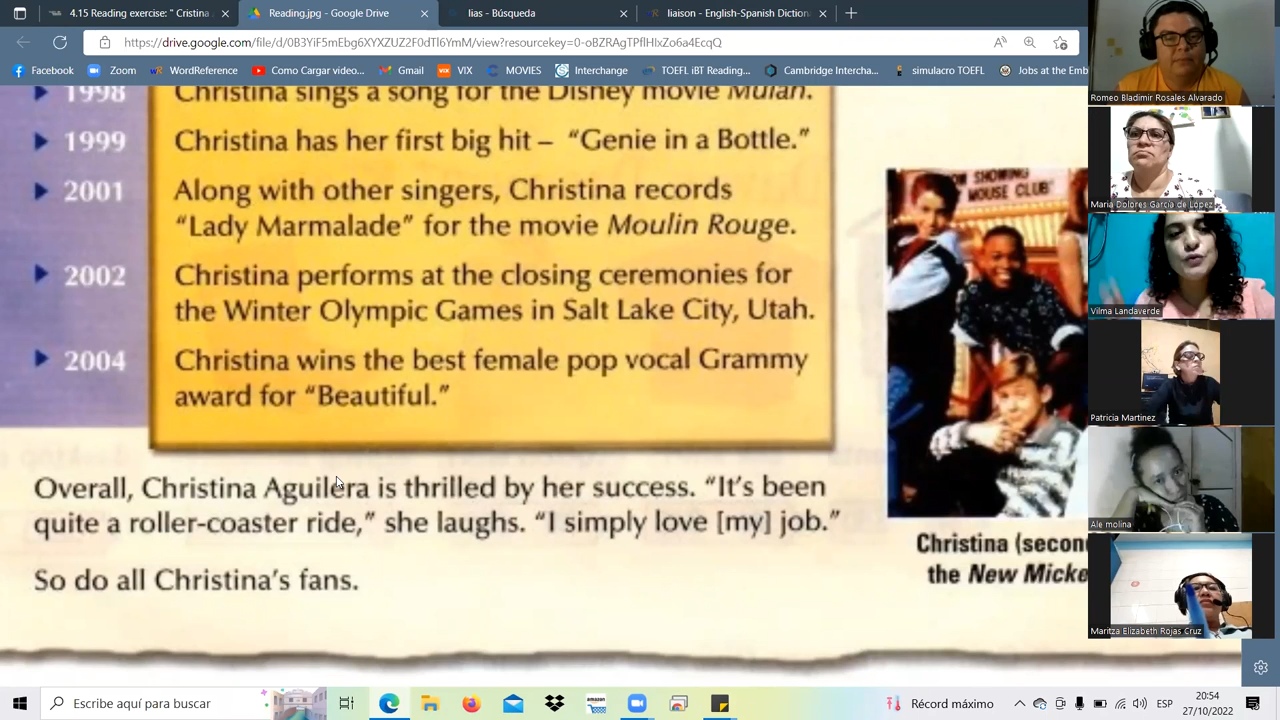 4.15 Reading exercise: " Cristina
Reading.jpg - Google Drive
lias - Búsqueda
liaison - English-Spanish Diction
https://drive.google.com/file/d/0B3YiF5mEbg6XYXZUZ2F0dTl6YmM/view?resourcekey=0-oBZRAgTPflHlxZo6a4EcqQ
Facebook
Zoom
WordReference
Como Cargar video...
Gmail
VIX
MOVIES
Interchange
TOEFL iBT Reading...
Cambridge Intercha...
simulacro TOEFL
Jobs at the Emb
1998 Christina sings a song for the Disney movie Mulan.
1999 Christina has her first big hit – “Genie in a Bottle.”
2001 Along with other singers, Christina records
“Lady Marmalade” for the movie Moulin Rouge.
2002 Christina performs at the closing ceremonies for
the Winter Olympic Games in Salt Lake City, Utah.
2004 Christina wins the best female pop vocal Grammy
award for “Beautiful.”
Overall, Christina Aguilera is thrilled by her success. “It’s been
quite a roller-coaster ride,” she laughs. “I simply love [my] job.”
So do all Christina’s fans.
OW SHOWING
MOUSE CLUB
Christina (secon
the New Micke
Romeo Bladimir Rosales Alvarado
Maria Dolores Garcia de López
Vilma Landaverde
Patricia Martinez
Ale molina
Maritza Elizabeth Rojas Cruz
Escribe aquí para buscar
amazon
Récord máximo
ESP
20:54
27/10/2022